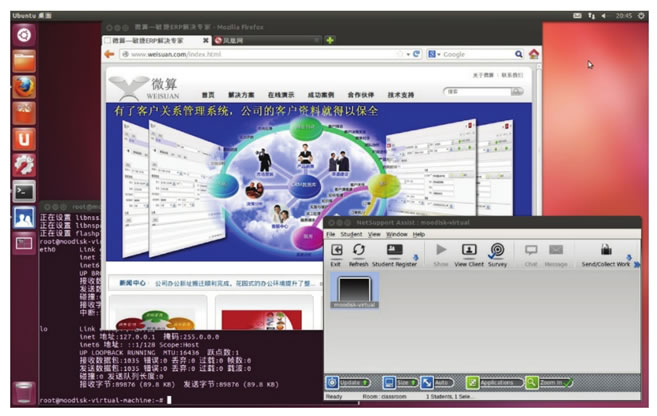 Ubuntu 桌面
20:45
微算—敏捷ERP解决专家 - Mozilla Firefox
微算—敏捷ERP解决专家
凤凰网
www.weisuan.com/index.html
Google
关于微算
联系我们
微算
WEISUAN
首页 解决方案 在线演示 成功案例 合作伙伴 技术支持
搜索
有了客户关系管理系统，公司的客户资料就得以保全
新闻中心：
公司办公新址搬迁顺利完成，花园式的办公环境提升了整...
正在设置 libnss
正在设置 libnsp
正在设置 flashp
root@moodisk-vi
eth0 Link
inet
inet6
UP BRO
接收数
发送数
碰撞:0
接收字
中断:
lo Link
inet 地址:127.0.0.1 掩码:255.0.0.0
inet6 地址: ::1/128 Scope:Host
UP LOOPBACK RUNNING MTU:16436 跃点数:1
接收数据包:1035 错误:0 丢弃:0 过载:0 帧数:0
发送数据包:1035 错误:0 丢弃:0 过载:0 载波:0
碰撞:0 发送队列长度:0
接收字节:89876 (89.8 KB) 发送字节:89876 (89.8 KB)
root@moodisk-virtual-machine:~#
NetSupport Assist: moodisk-virtual
File Student View Window Help
Exit Refresh Student Register Show View Client Survey Chat Message... Send/Collect Work
moodisk-virtual
Update Size Auto Applications Zoom In
Ready Room: classroom 1 Students, 1 Sele...